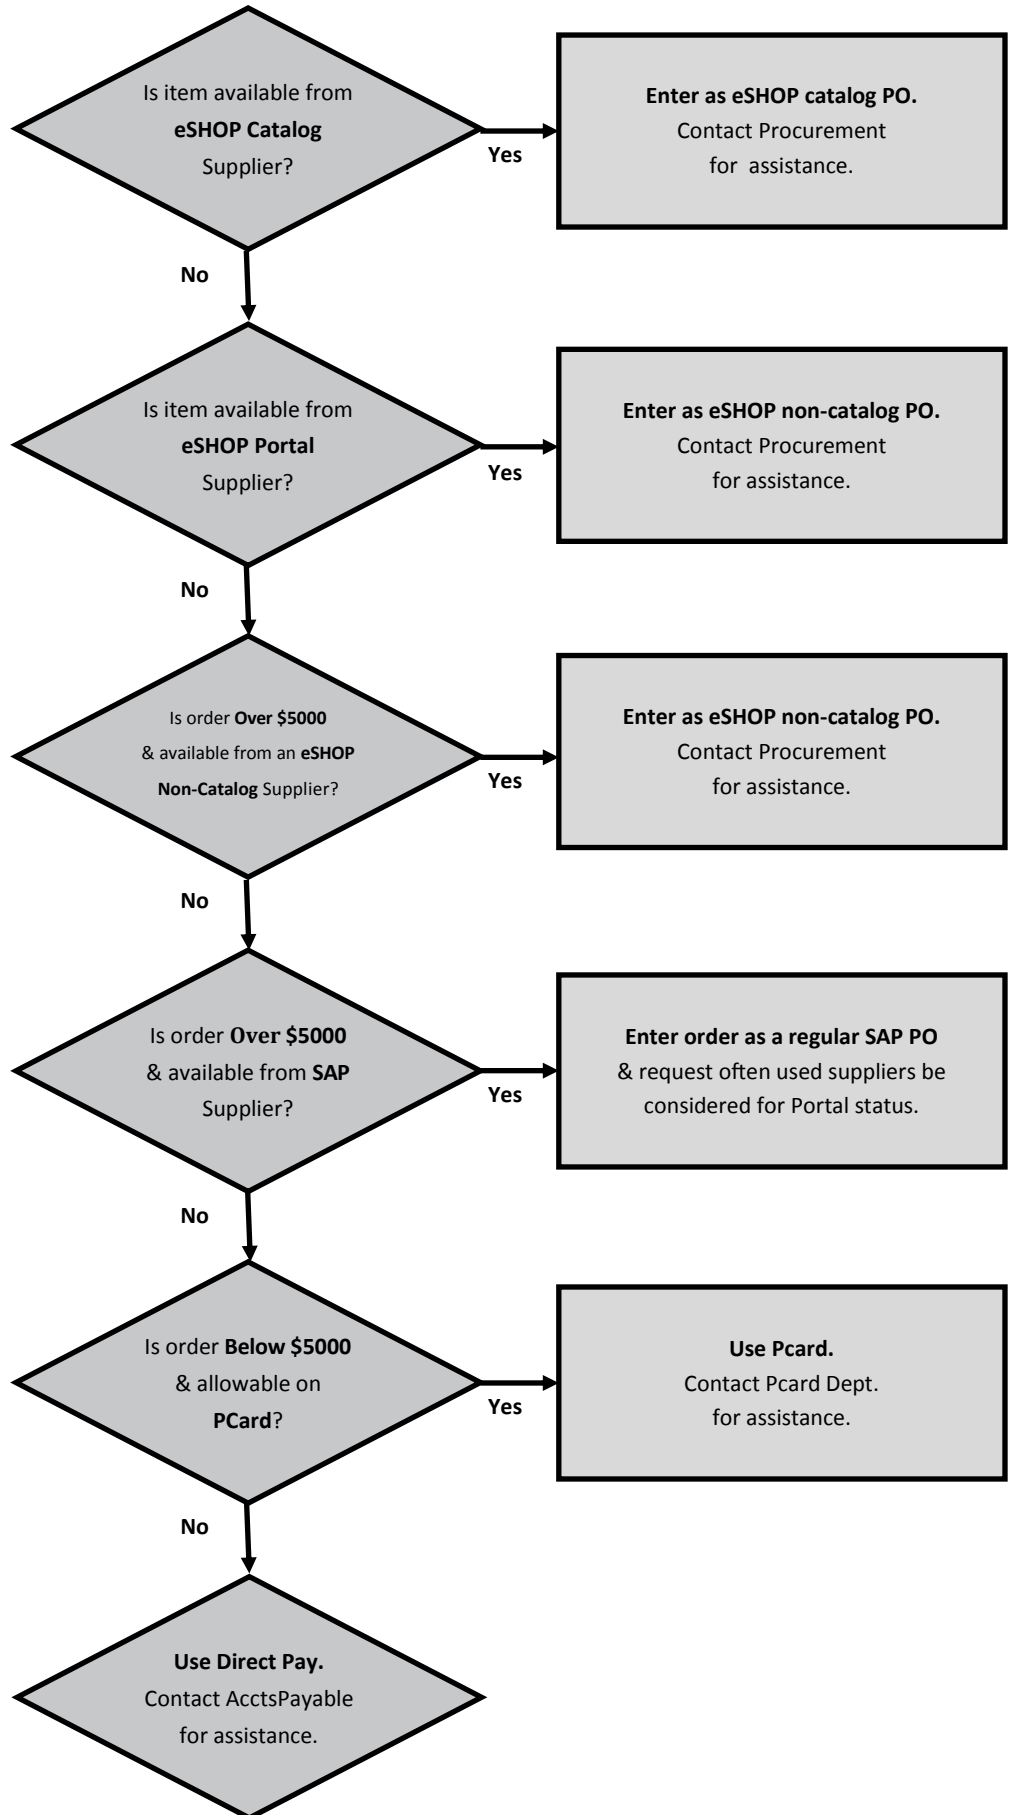 Is item available from
eSHOP Catalog
Supplier?
Yes
Enter as eSHOP catalog PO.
Contact Procurement
for assistance.
No
Is item available from
eSHOP Portal
Supplier?
Yes
Enter as eSHOP non-catalog PO.
Contact Procurement
for assistance.
No
Is order Over $5000
& available from an eSHOP
Non-Catalog Supplier?
Yes
Enter as eSHOP non-catalog PO.
Contact Procurement
for assistance.
No
Is order Over $5000
& available from SAP
Supplier?
Yes
Enter order as a regular SAP PO
& request often used suppliers be
considered for Portal status.
No
Is order Below $5000
& allowable on
PCard?
Yes
Use Pcard.
Contact Pcard Dept.
for assistance.
No
Use Direct Pay.
Contact AcctsPayable
for assistance.